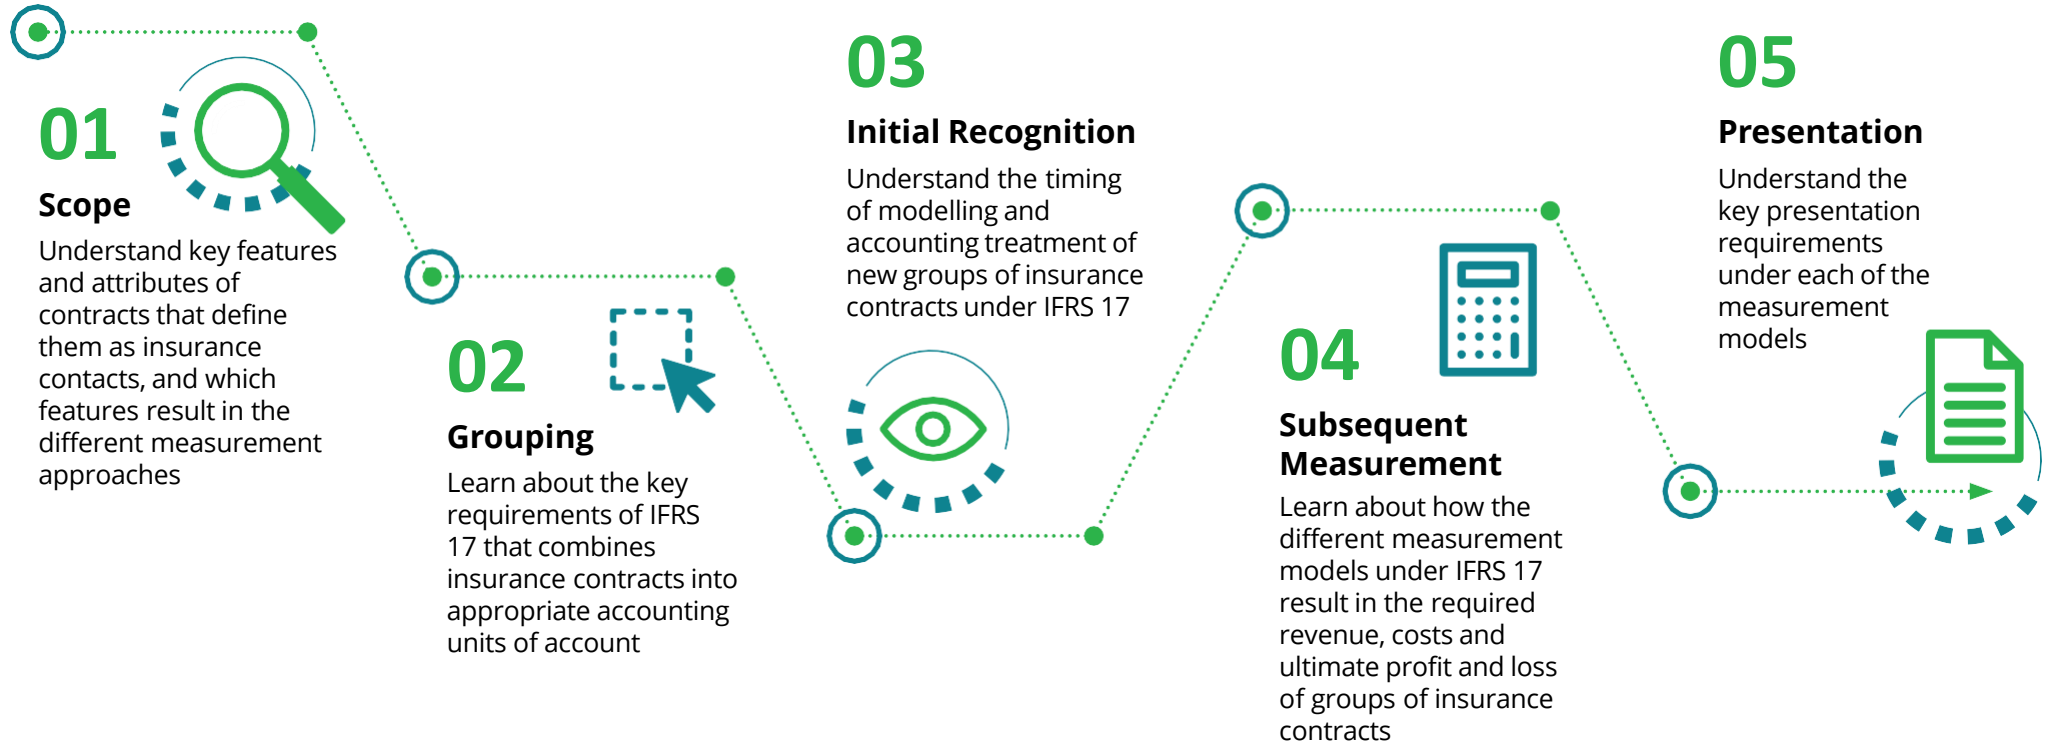 01
Scope
Understand key features
and attributes of
contracts that define
them as insurance
contacts, and which
features result in the
different measurement
approaches
02
Grouping
Learn about the key
requirements of IFRS
17 that combines
insurance contracts into
appropriate accounting
units of account
03
Initial Recognition
Understand the timing
of modelling and
accounting treatment of
new groups of insurance
contracts under IFRS 17
04
Subsequent
Measurement
Learn about how the
different measurement
models under IFRS 17
result in the required
revenue, costs and
ultimate profit and loss
of groups of insurance
contracts
05
Presentation
Understand the
key presentation
requirements
under each of the
measurement
models